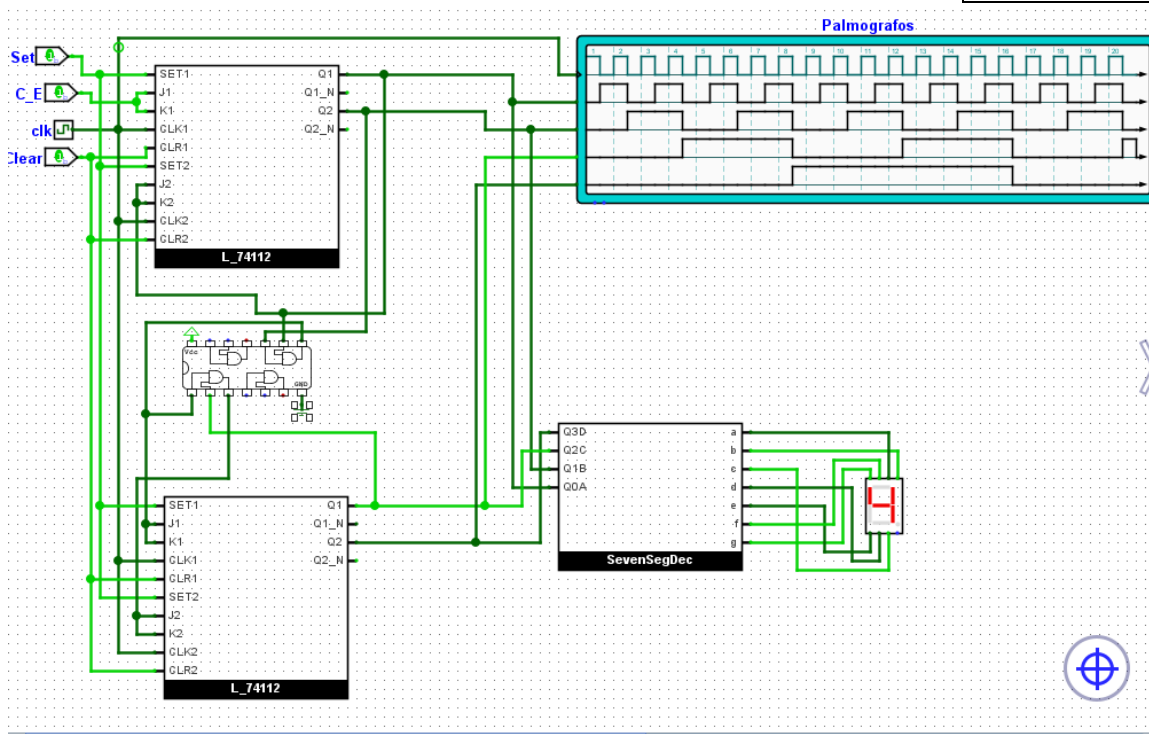 Palmografos
1 2 3 4 5 6 7 8 9 10 11 12 13 14 15 16 17 18 19 20
Set
C_E
clk
Clear
SET1 Q1
J1 Q1_N
K1 Q2
CLK1 Q2_N
CLR1
SET2
J2
K2
CLK2
CLR2
L_74112
Vcc
GND
Q3D a
Q2C b
Q1B c
Q0A d
e
f
g
SevenSegDec
SET1 Q1
J1 Q1_N
K1 Q2
CLK1 Q2_N
CLR1
SET2
J2
K2
CLK2
CLR2
L_74112